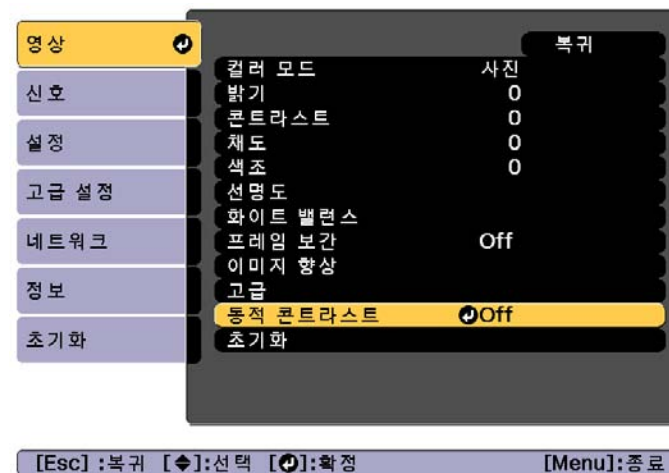 영상
신호
설정
고급 설정
네트워크
정보
초기화
복귀
컬러 모드 사진
밝기 0
콘트라스트 0
채도 0
색조 0
선명도
화이트 밸런스
프레임 보간 Off
이미지 향상
고급
동적 콘트라스트 Off
초기화
[Esc] :복귀 [◆]:선택 [↵]:확정 [Menu]:종료